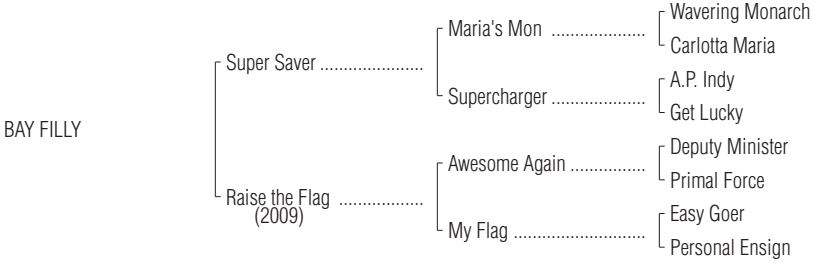 Wavering Monarch
Maria's Mon ....................
Carlotta Maria
Super Saver ......................
A.P. Indy
Supercharger ....................
Get Lucky
BAY FILLY
Deputy Minister
Awesome Again ................
Primal Force
Raise the Flag ..................
(2009)
Easy Goer
My Flag ............................
Personal Ensign